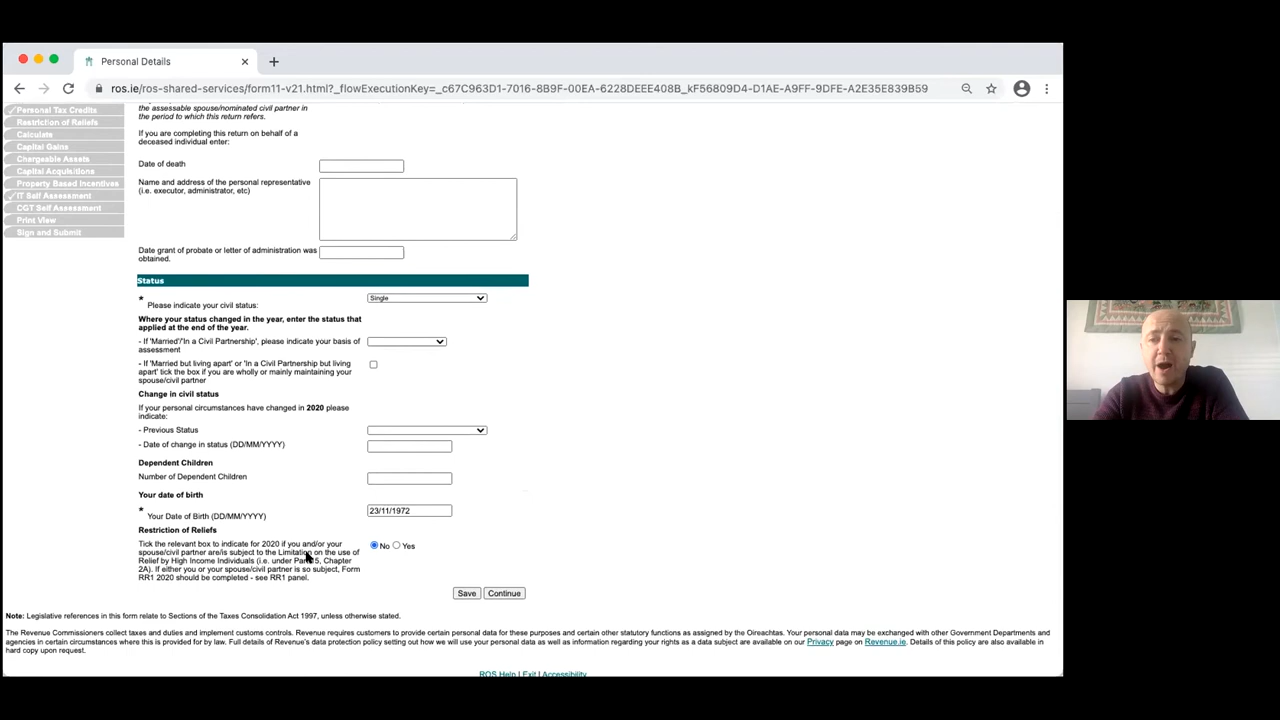 Personal Details
ros.ie/ros-shared-services/form11-v21.html?_flowExecutionKey=_c67C963D1-7016-8B9F-00EA-6228DEEE408B_kF56809D4-D1AE-A9FF-9DFE-A2E35E839B59
Personal Tax Credits
Restriction of Reliefs
Calculate
Capital Gains
Chargeable Assets
Capital Acquisitions
Property Based Incentives
IT Self Assessment
CGT Self Assessment
Print View
Sign and Submit
the assessable spouse/nominated civil partner in
the period to which this return refers.
If you are completing this return on behalf of a
deceased individual enter:
Date of death
Name and address of the personal representative
(i.e. executor, administrator, etc)
Date grant of probate or letter of administration was
obtained.
Status
* Please indicate your civil status:
Single
Where your status changed in the year, enter the status that
applied at the end of the year.
- If 'Married'/'In a Civil Partnership', please indicate your basis of
assessment
- If 'Married but living apart' or 'In a Civil Partnership but living
apart' tick the box if you are wholly or mainly maintaining your
spouse/civil partner
Change in civil status
If your personal circumstances have changed in 2020 please
indicate:
- Previous Status
- Date of change in status (DD/MM/YYYY)
Dependent Children
Number of Dependent Children
Your date of birth
* Your Date of Birth (DD/MM/YYYY)
23/11/1972
Restriction of Reliefs
Tick the relevant box to indicate for 2020 if you and/or your
spouse/civil partner are/is subject to the Limitation on the use of
Relief by High Income Individuals (i.e. under Part 15, Chapter
2A). If either you or your spouse/civil partner is so subject, Form
RR1 2020 should be completed - see RR1 panel.
No Yes
Save Continue
Note: Legislative references in this form relate to Sections of the Taxes Consolidation Act 1997, unless otherwise stated.
The Revenue Commissioners collect taxes and duties and implement customs controls. Revenue requires customers to provide certain personal data for these purposes and certain other statutory functions as assigned by the Oireachtas. Your personal data may be exchanged with other Government Departments and
agencies in certain circumstances where this is provided for by law. Full details of Revenue's data protection policy setting out how we will use your personal data as well as information regarding your rights as a data subject are available on our Privacy page on Revenue.ie. Details of this policy are also available in
hard copy upon request.
ROS Help | Exit | Accessibility